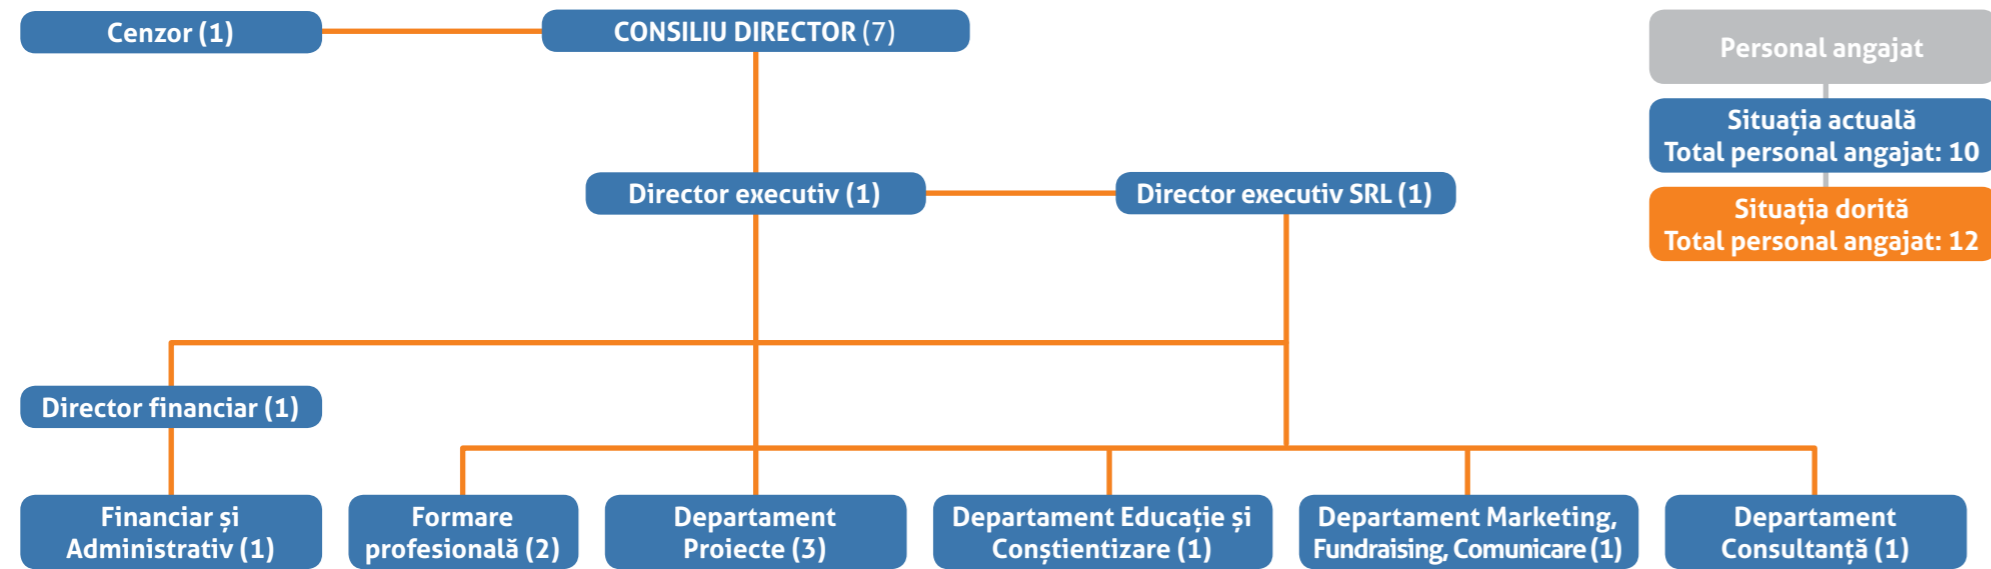 Cenzor (1)
CONSILIU DIRECTOR (7)
Personal angajat
Situația actuală
Total personal angajat: 10
Situația dorită
Total personal angajat: 12
Director executiv (1)
Director executiv SRL (1)
Director financiar (1)
Financiar și
Administrativ (1)
Formare
profesională (2)
Departament
Proiecte (3)
Departament Educație și
Conștientizare (1)
Departament Marketing,
Fundraising, Comunicare (1)
Departament
Consultanță (1)